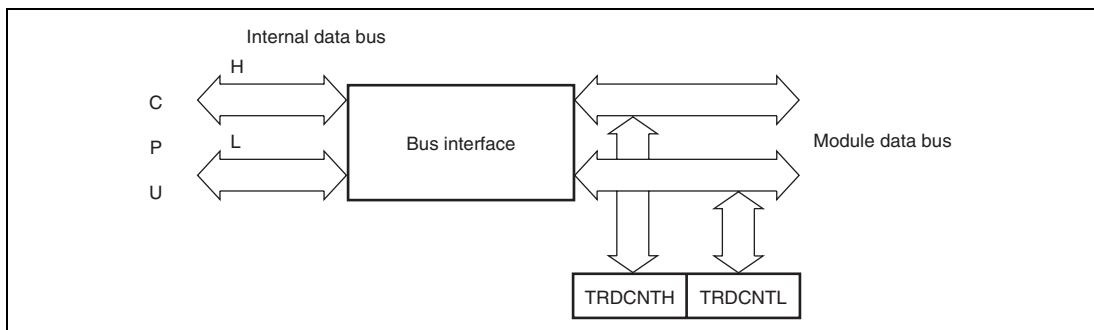 Internal data bus
H
C
P
U
L
Bus interface
Module data bus
TRDCNTH
TRDCNTL